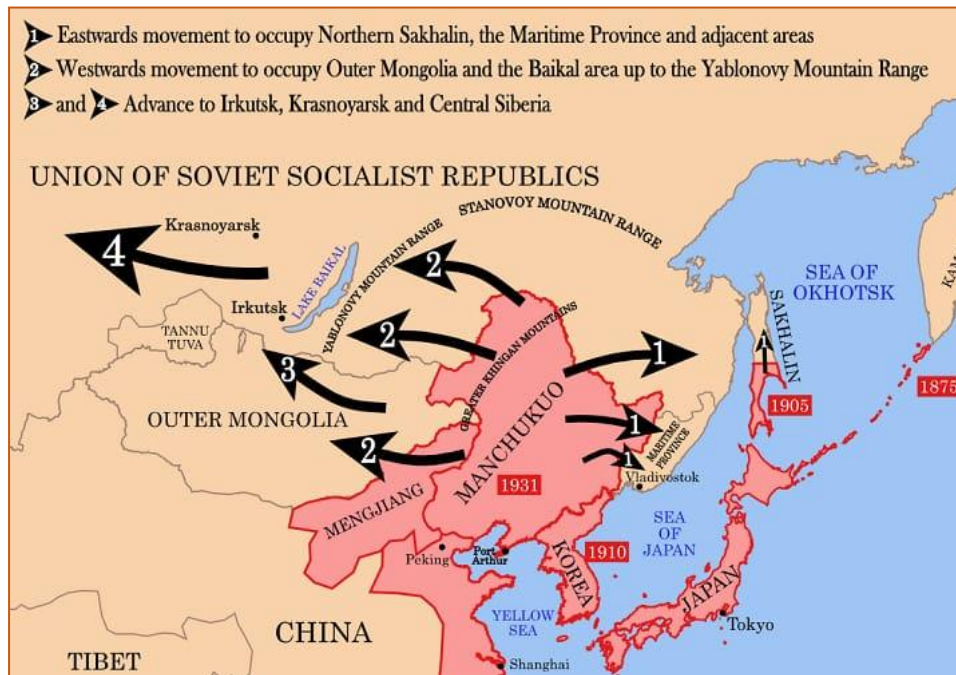 1 Eastwards movement to occupy Northern Sakhalin, the Maritime Province and adjacent areas
2 Westwards movement to occupy Outer Mongolia and the Baikal area up to the Yablonovy Mountain Range
3 and 4 Advance to Irkutsk, Krasnoyarsk and Central Siberia
UNION OF SOVIET SOCIALIST REPUBLICS
STANOVOY MOUNTAIN RANGE
Krasnoyarsk
4
LAKE BAIKAL
YABLONOVY MOUNTAIN RANGE
2
SEA OF
OKHOTSK
KAM
Irkutsk
TANNU
TUVA
2
GREATER KHINGAN MOUNTAINS
1
1
SAKHALIN
3
1875
1905
OUTER MONGOLIA
MANCHUKUO
1
MARITIME
PROVINCE
2
1
Vladivostok
1931
MENGJIANG
SEA
OF
JAPAN
Peking
Port
Arthur
KOREA
1910
JAPAN
YELLOW
SEA
Tokyo
CHINA
TIBET
Shanghai